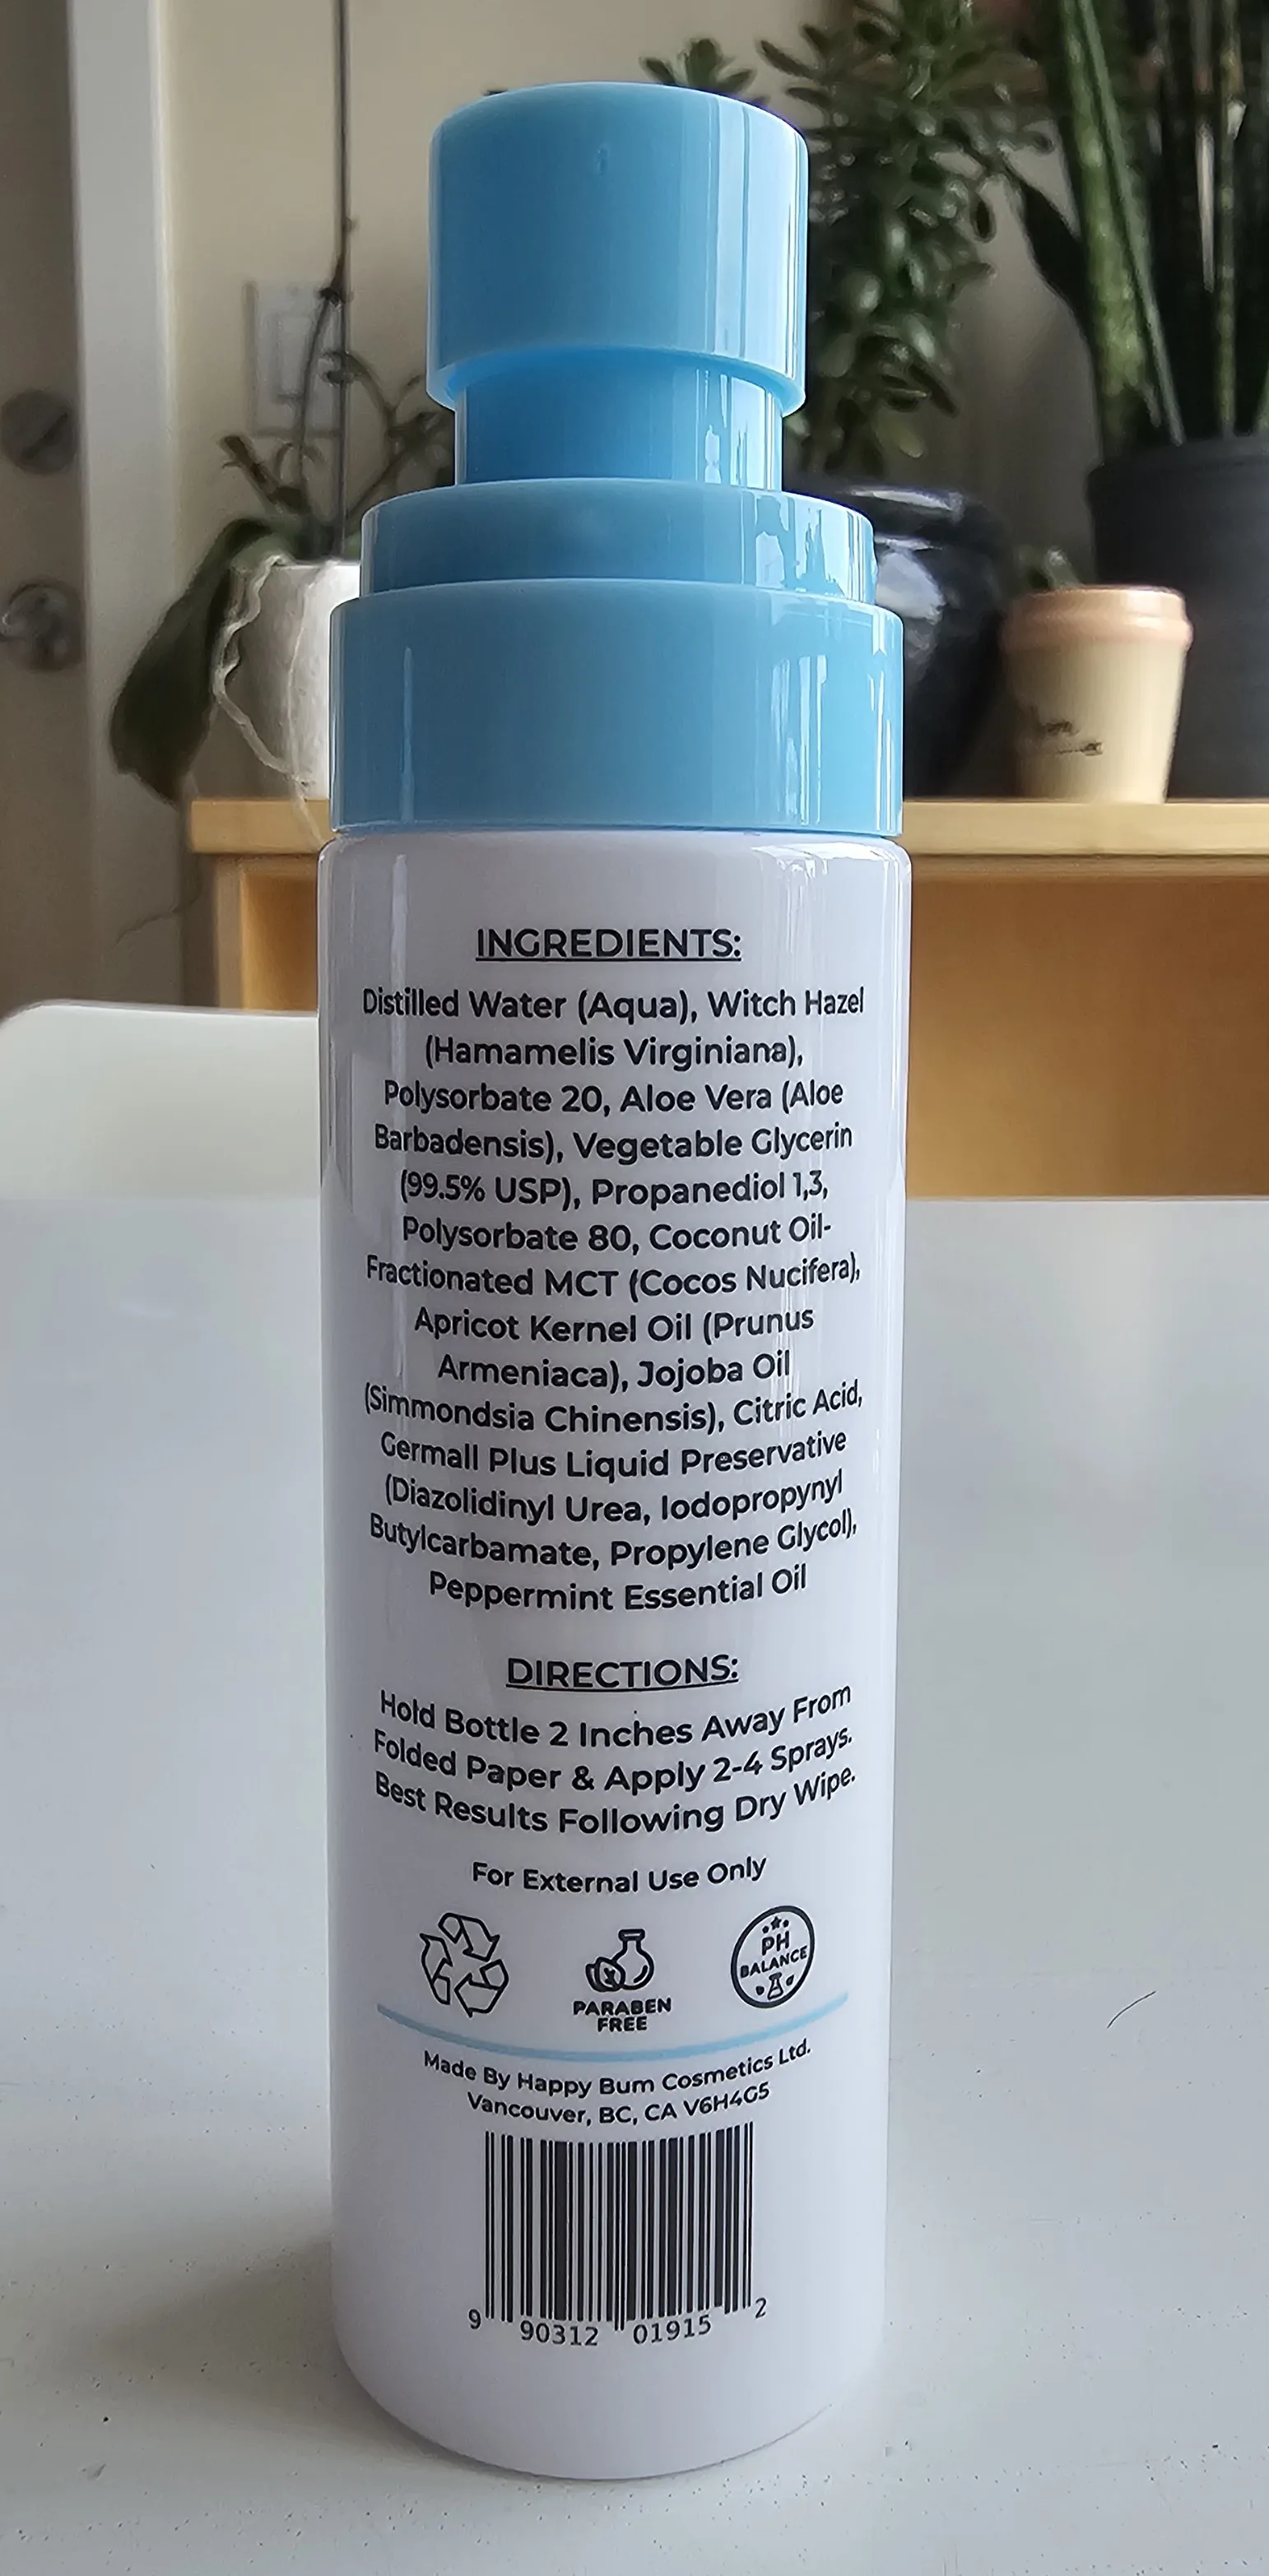 INGREDIENTS:
Distilled Water (Aqua), Witch Hazel
(Hamamelis Virginiana),
Polysorbate 20, Aloe Vera (Aloe
Barbadensis), Vegetable Glycerin
(99.5% USP), Propanediol 1,3,
Polysorbate 80, Coconut Oil-
Fractionated MCT (Cocos Nucifera),
Apricot Kernel Oil (Prunus
Armeniaca), Jojoba Oil
(Simmondsia Chinensis), Citric Acid,
Germall Plus Liquid Preservative
(Diazolidinyl Urea, Iodopropynyl
Butylcarbamate, Propylene Glycol),
Peppermint Essential Oil
DIRECTIONS:
Hold Bottle 2 Inches Away From
Folded Paper & Apply 2-4 Sprays.
Best Results Following Dry Wipe.
For External Use Only
PARABEN
FREE
PH
BALANCE
Made By Happy Bum Cosmetics Ltd.
Vancouver, BC, CA V6H4G5
9 90312 01915 2